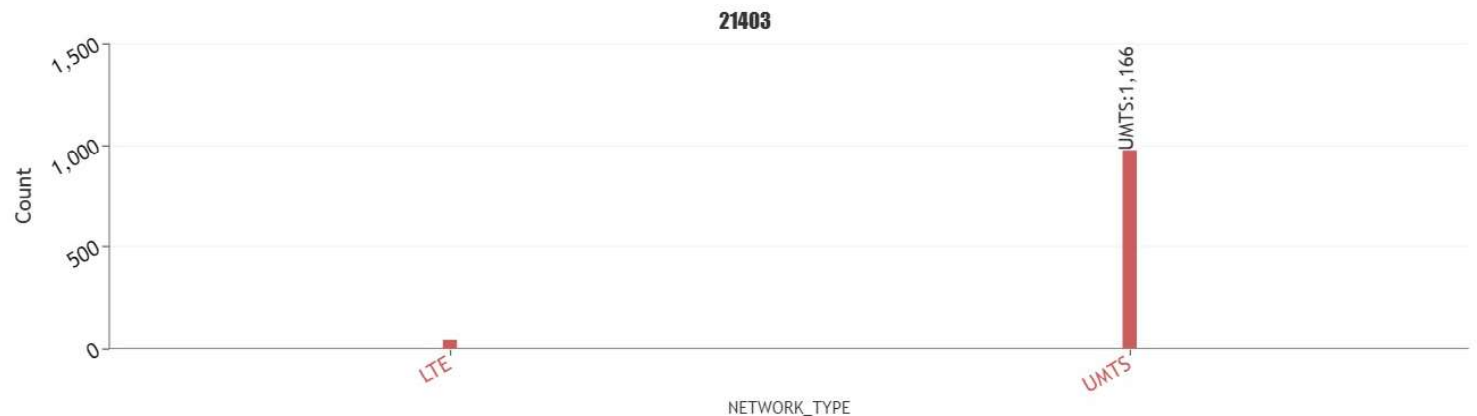 21403
Count
1,500
1,000
500
0
UMTS:1,166
LTE
UMTS
NETWORK_TYPE